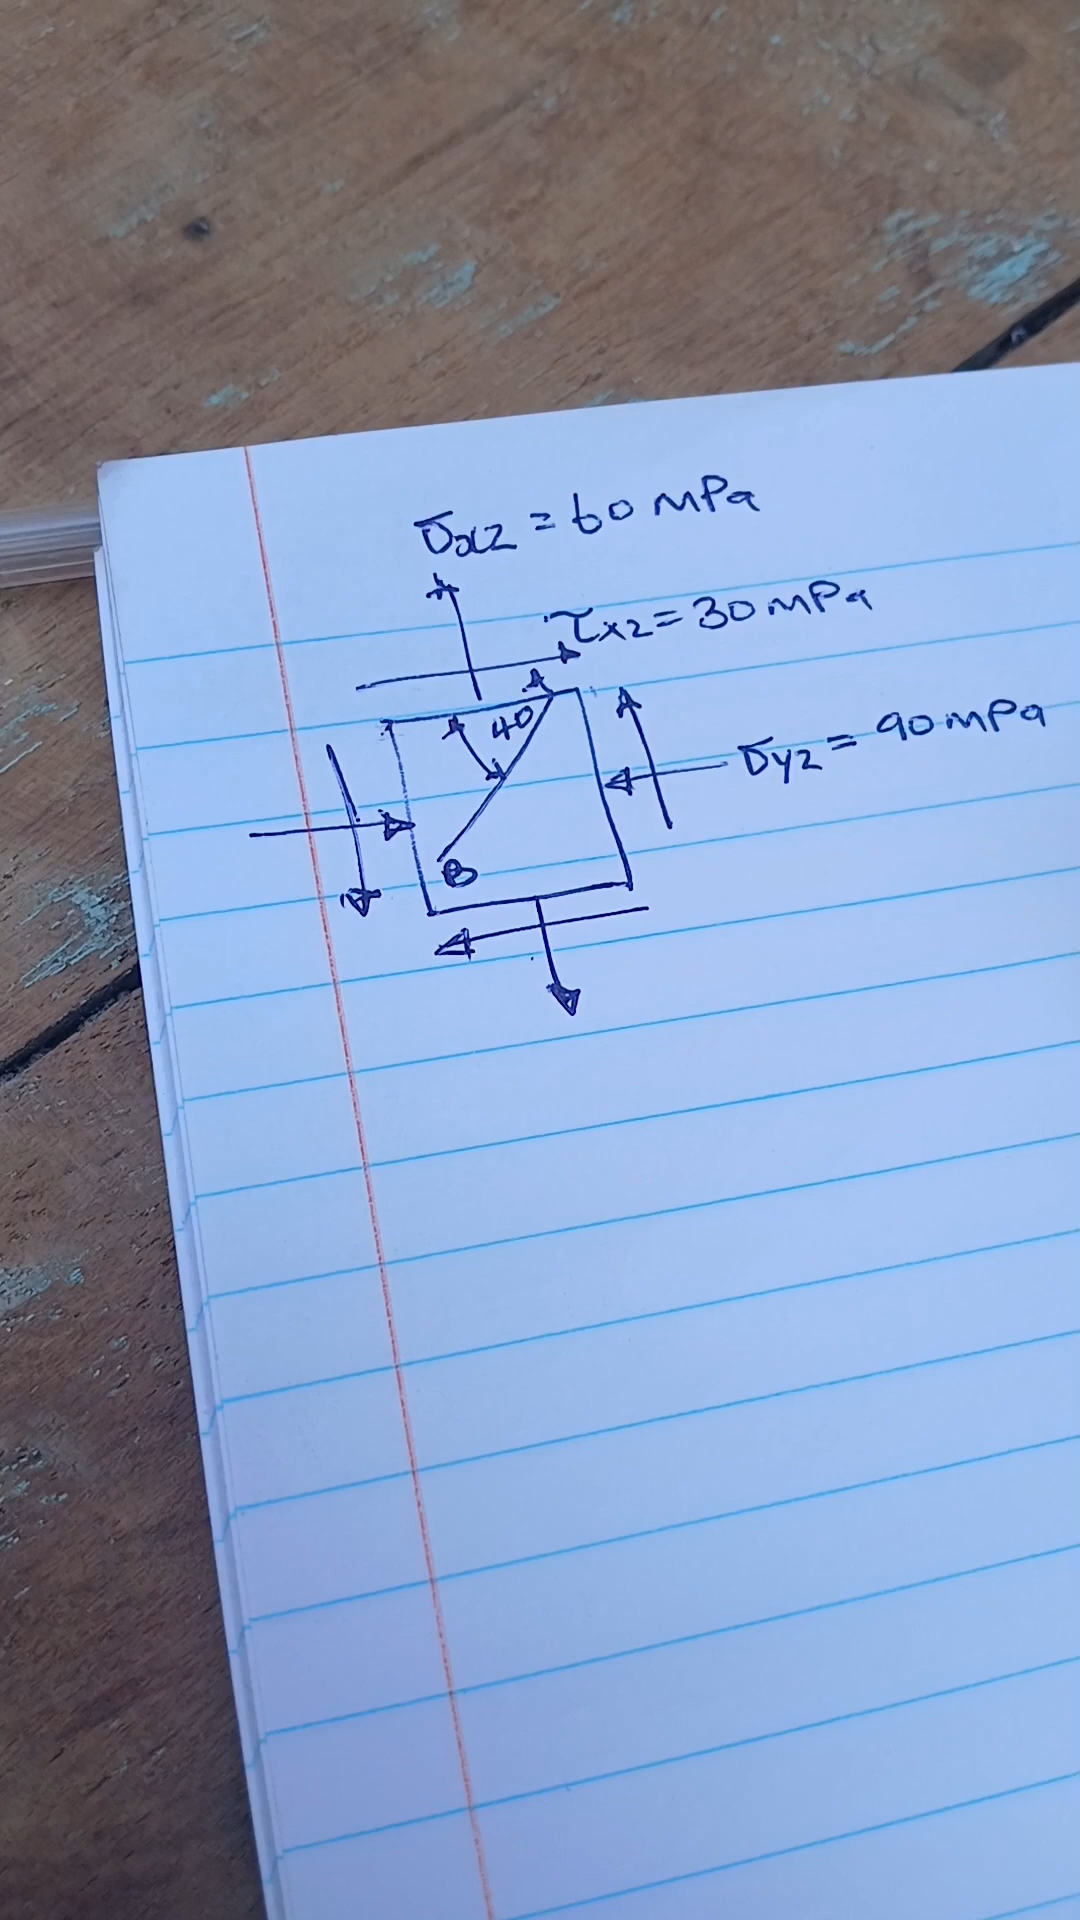 σxz = 60 MPa
τxz = 30 MPa
A
40
σyz = 90 MPa
B